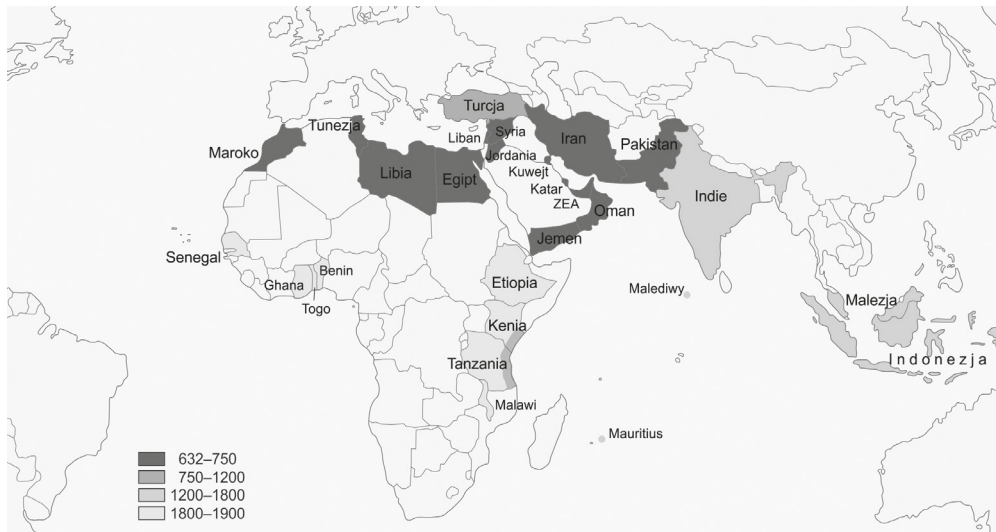 Turcja
Tunezja
Liban
Syria
Maroko
Iran
Pakistan
Jordania
Libia
Egipt
Kuwejt
Katar
Indie
ZEA
Oman
Jemen
Senegal
Benin
Etiopia
Ghana
Malediwy
Togo
Malezja
Kenia
Indonezja
Tanzania
Malawi
Mauritius
632–750
750–1200
1200–1800
1800–1900